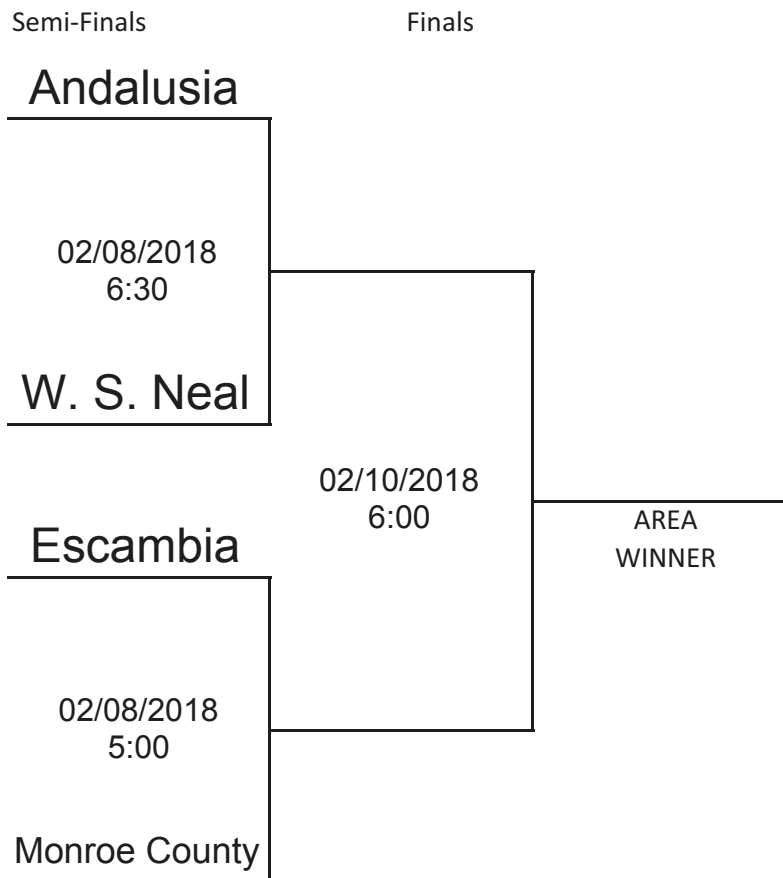 Semi-Finals
Finals
Andalusia
02/08/2018
6:30
W. S. Neal
02/10/2018
6:00
AREA
WINNER
Escambia
02/08/2018
5:00
Monroe County